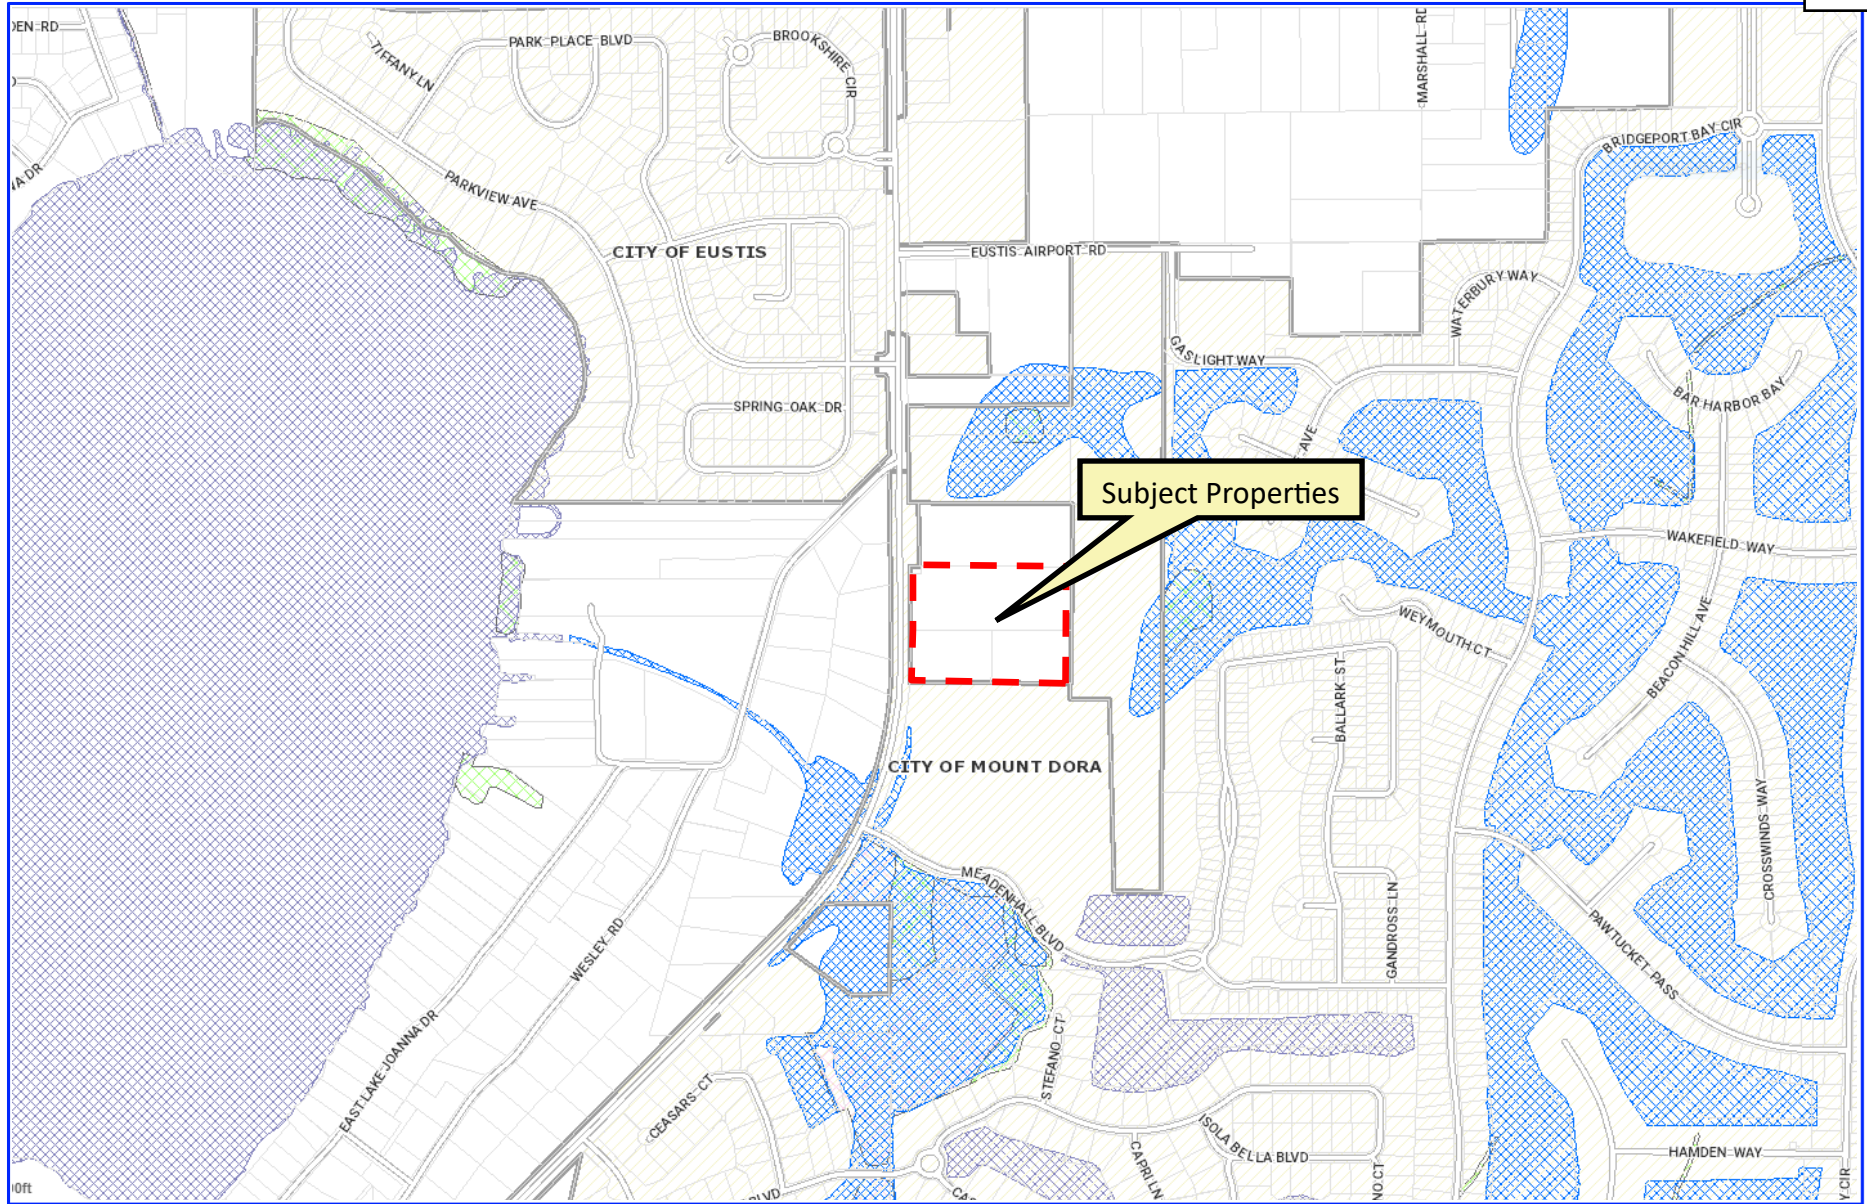 MARSHALL RD
PARK PLACE BLVD
BROOKSHIRE CIR
TIFFANY LN
BRIDGEPORT BAY CIR
PARKVIEW AVE
CITY OF EUSTIS
EUSTIS AIRPORT RD
WATERBURY WAY
GASLIGHT WAY
BAR HARBOR BAY
SPRING OAK DR
AVE
Subject Properties
WAKEFIELD WAY
WEYMOUTH CT
BEACON HILL AVE
BALLARK ST
CITY OF MOUNT DORA
CROSSWINDS WAY
MEADENHALL BLVD
GANDROSS LN
PAWTUCKET PASS
WESLEY RD
EAST LAKE JOANNA DR
STEFANO CT
CEASARS CT
ISOLA BELLA BLVD
CAPRI LN
HAMDEN WAY